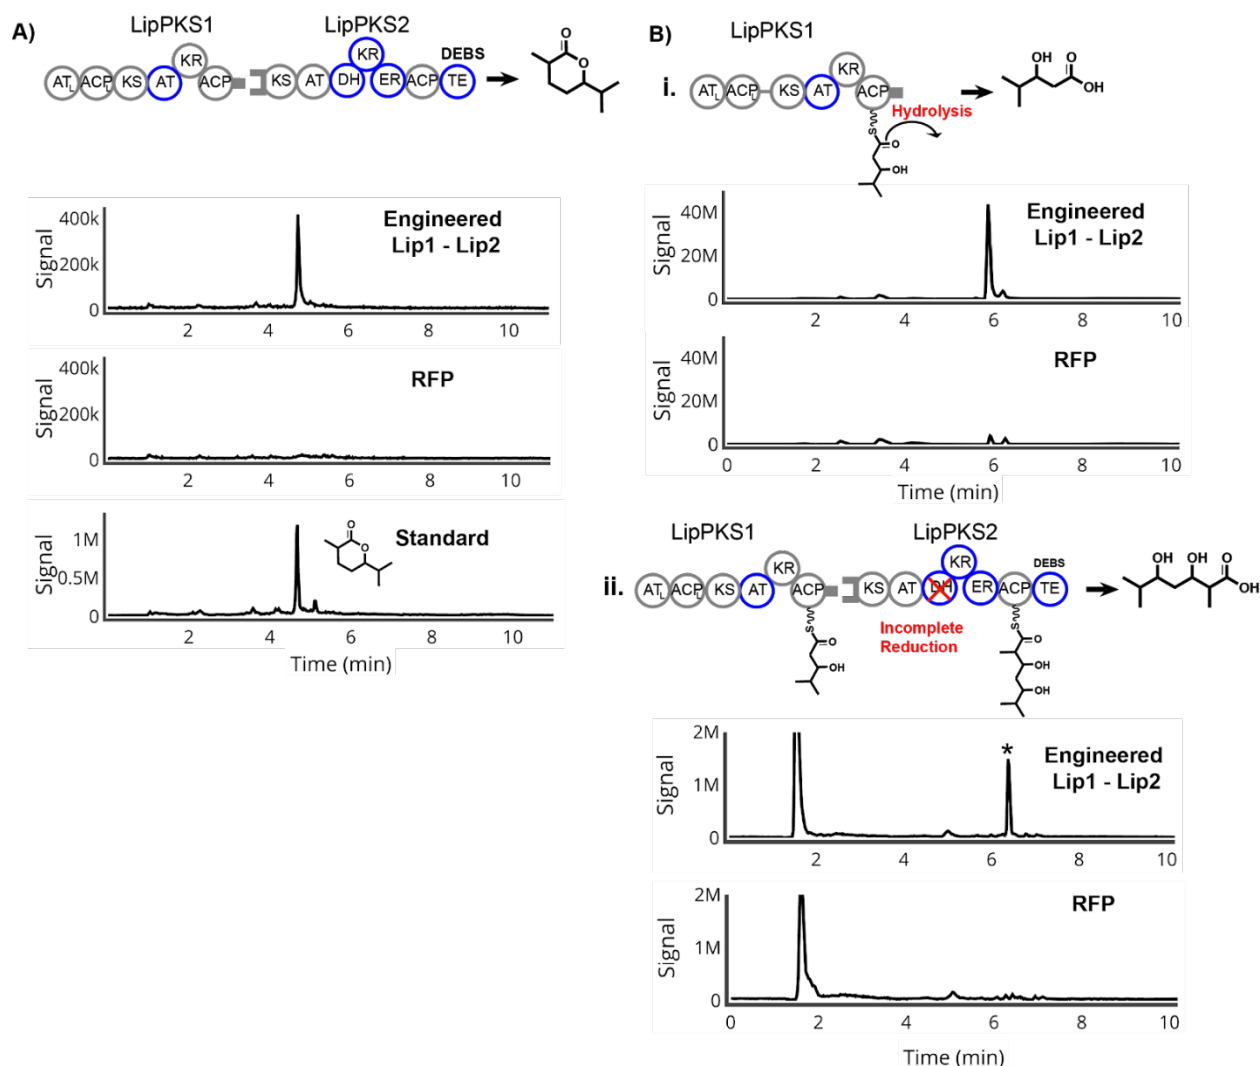 A)
LipPKS1 LipPKS2
AT_L ACP_L KS AT KR ACP KS AT DH KR ER ACP DEBS TE
O
O
400k
200k
0
Signal
Engineered
Lip1 - Lip2
2 4 6 8 10
400k
200k
0
Signal
RFP
2 4 6 8 10
1M
0.5M
0
Signal
O
O
Standard
2 4 6 8 10
Time (min)
B)
LipPKS1
i.
AT_L ACP_L KS AT KR ACP
Hydrolysis
S
O
OH
OH O
OH
40M
20M
0
Signal
Engineered
Lip1 - Lip2
2 4 6 8 10
40M
20M
0
Signal
RFP
0 2 4 6 8 10
Time (min)
LipPKS1 LipPKS2
ii.
AT_L ACP_L KS AT KR ACP KS AT DH KR ER ACP DEBS TE
Incomplete
Reduction
S
O
OH
S
O
OH
OH
OH OH O
OH
2M
1M
0
Signal
*
Engineered
Lip1 - Lip2
2 4 6 8 10
2M
1M
0
Signal
RFP
0 2 4 6 8 10
Time (min)